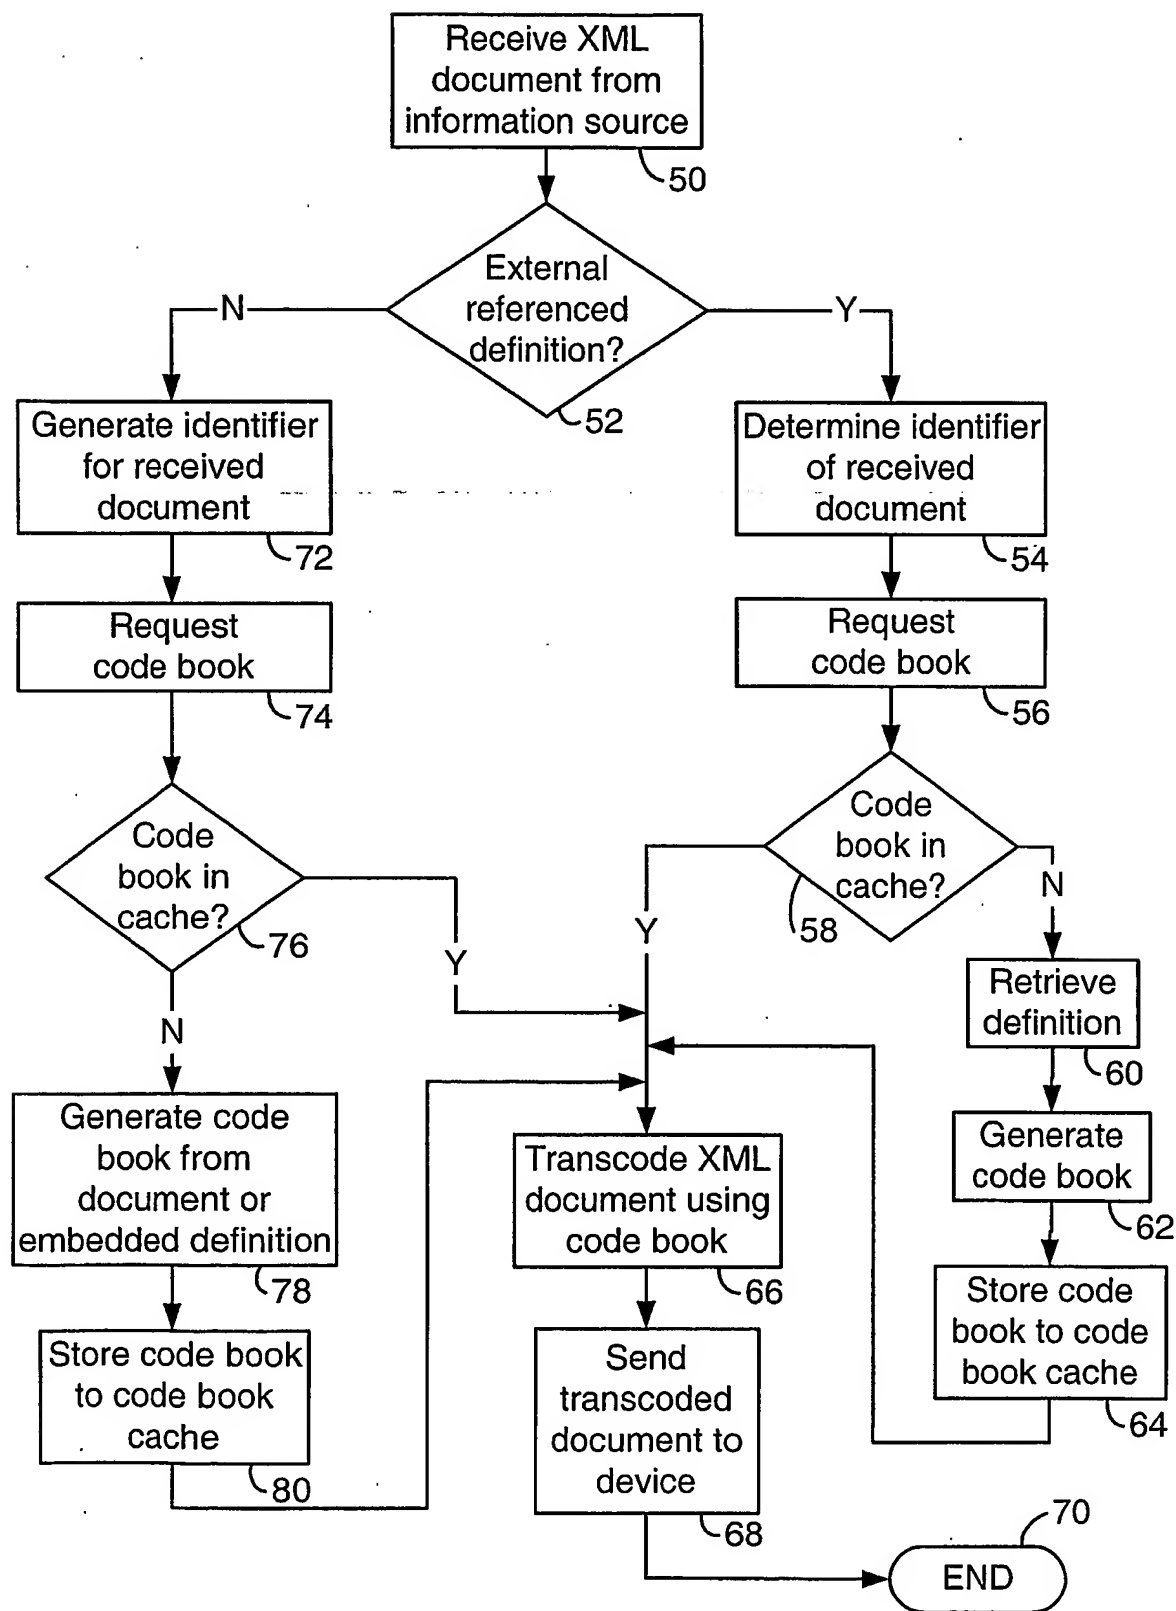 Receive XML
document from
information source
50
External
referenced
definition?
52
N
Y
Generate identifier
for received
document
72
Determine identifier
of received
document
54
Request
code book
74
Request
code book
56
Code
book in
cache?
76
Code
book in
cache?
58
Y
N
Y
N
Retrieve
definition
60
Generate code
book from
document or
embedded definition
78
Transcode XML
document using
code book
66
Generate
code book
62
Store code book
to code book
cache
80
Send
transcoded
document to
device
68
Store code
book to code
book cache
64
70
END